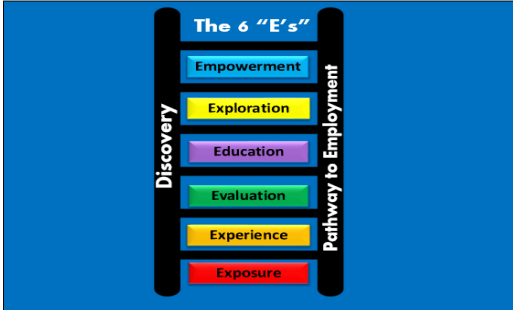 The 6 “E’s”
Discovery
Empowerment
Exploration
Education
Evaluation
Experience
Exposure
Pathway to Employment